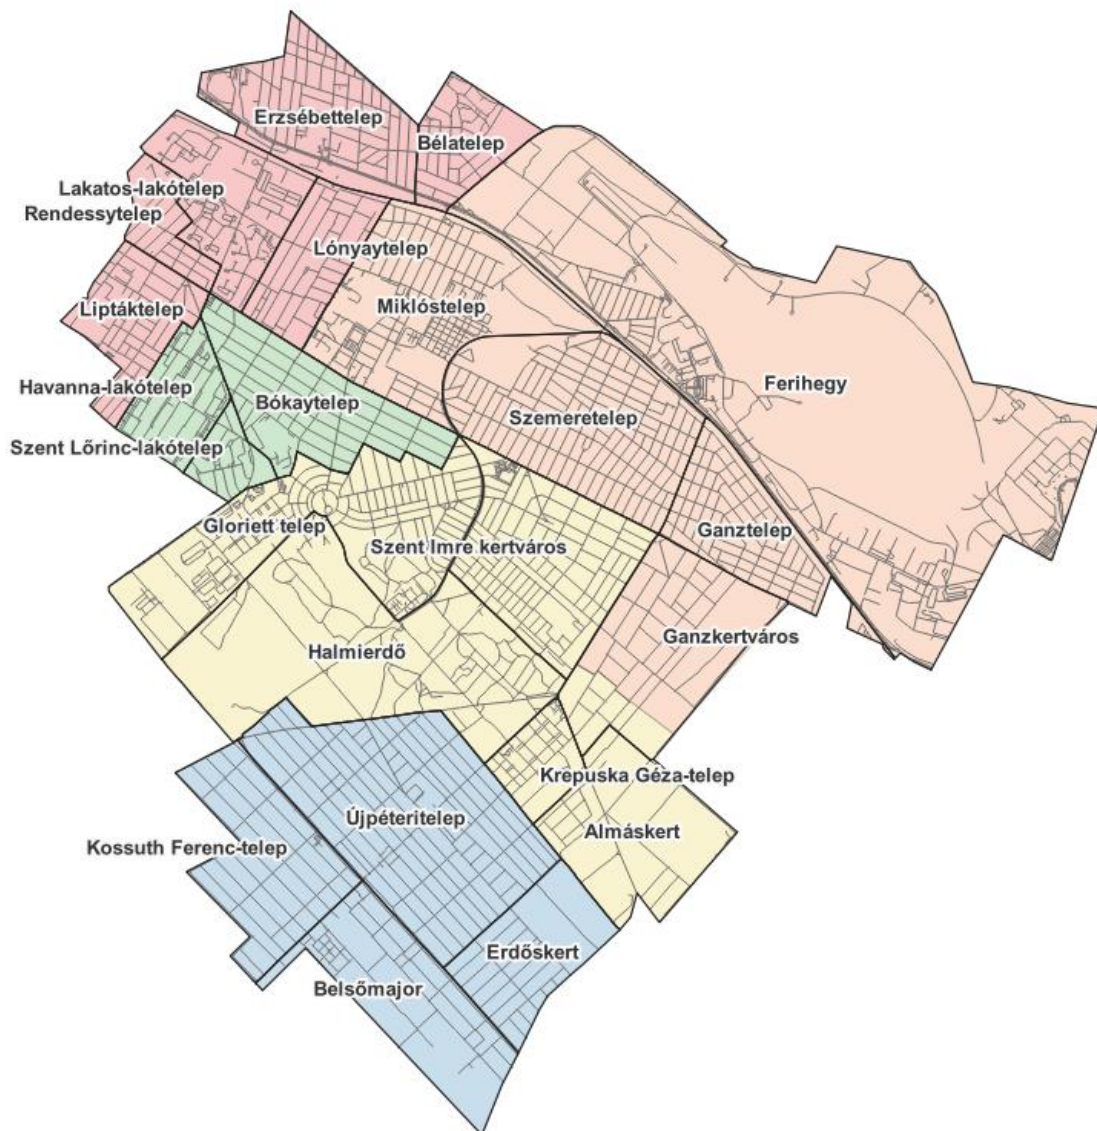 Erzsébettelep
Bélatelep
Lakatos-lakótelep
Rendessytelep
Lónyaytelep
Liptáktelep
Miklóstelep
Ferihegy
Havanna-lakótelep
Bókaytelep
Szemeretelep
Szent Lőrinc-lakótelep
Gloriett telep
Szent Imre kertváros
Ganztelep
Ganzkertváros
Halmierdő
Krepuska Géza-telep
Újpéteritelep
Almáskert
Kossuth Ferenc-telep
Erdőskert
Belsőmajor